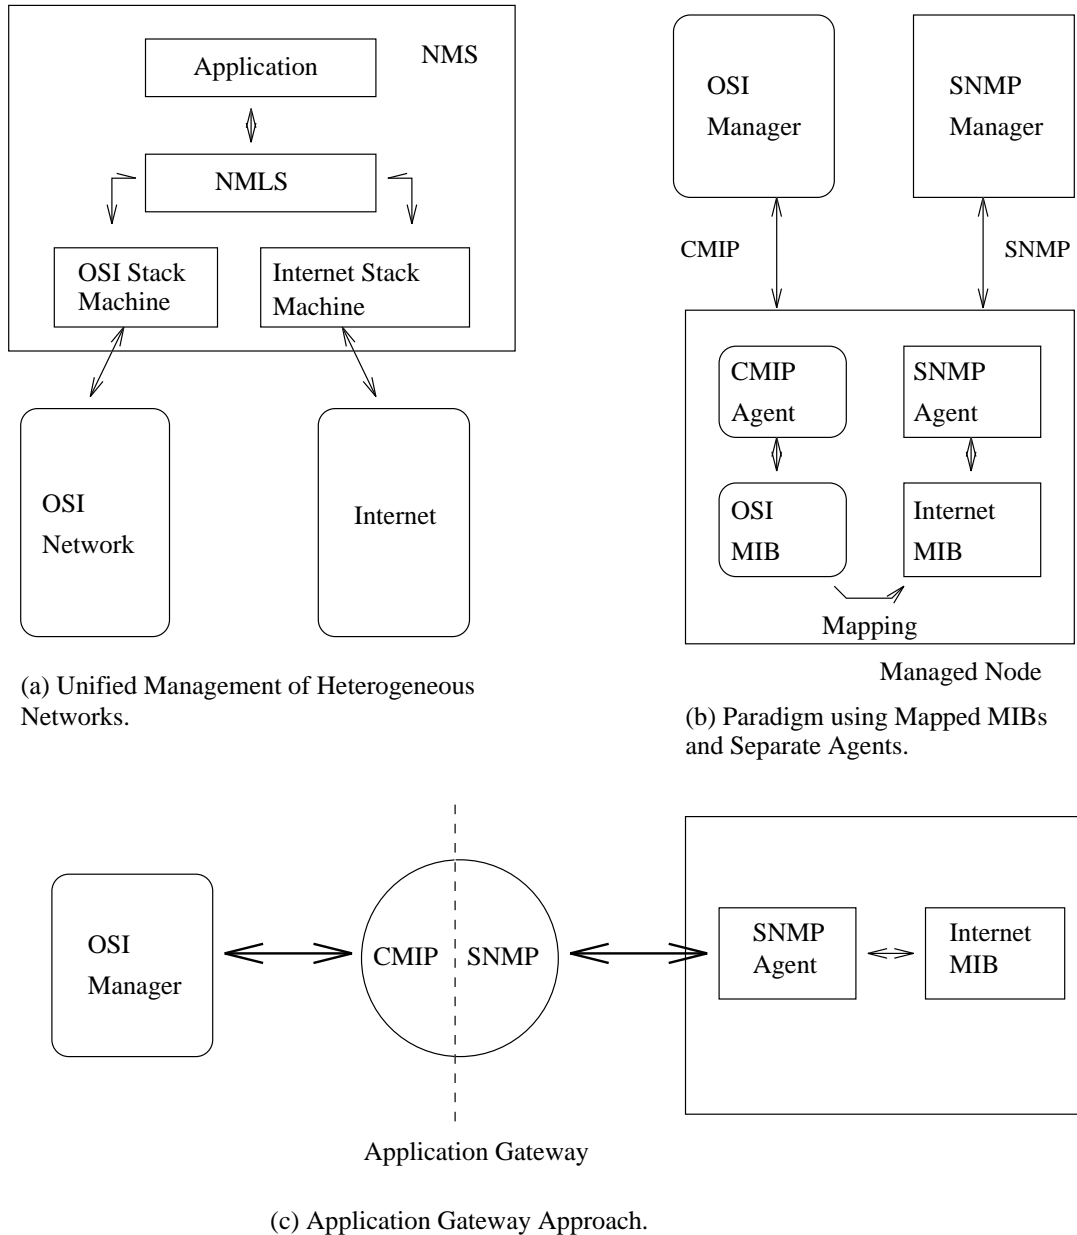 NMS
Application
NMLS
OSI Stack
Machine
Internet Stack
Machine
OSI
Network
Internet
(a) Unified Management of Heterogeneous
Networks.
OSI
Manager
SNMP
Manager
CMIP
SNMP
CMIP
Agent
SNMP
Agent
OSI
MIB
Internet
MIB
Mapping
Managed Node
(b) Paradigm using Mapped MIBs
and Separate Agents.
OSI
Manager
CMIP
SNMP
SNMP
Agent
Internet
MIB
Application Gateway
(c) Application Gateway Approach.